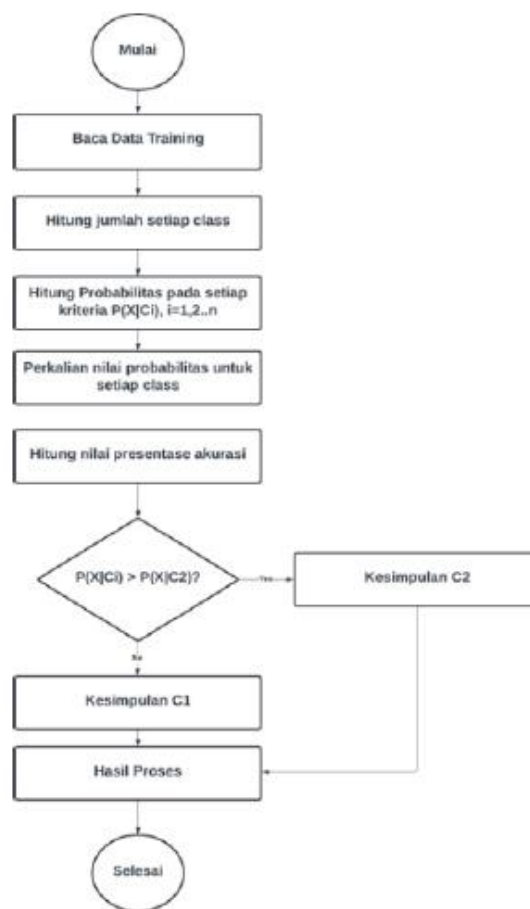 Mulai
Baca Data Training
Hitung jumlah setiap class
Hitung Probabilitas pada setiap
kriteria P(X|Ci), i=1,2..n
Perkalian nilai probabilitas untuk
setiap class
Hitung nilai presentase akurasi
P(X|Ci) > P(X|C2)?
Yes
Kesimpulan C2
No
Kesimpulan C1
Hasil Proses
Selesai